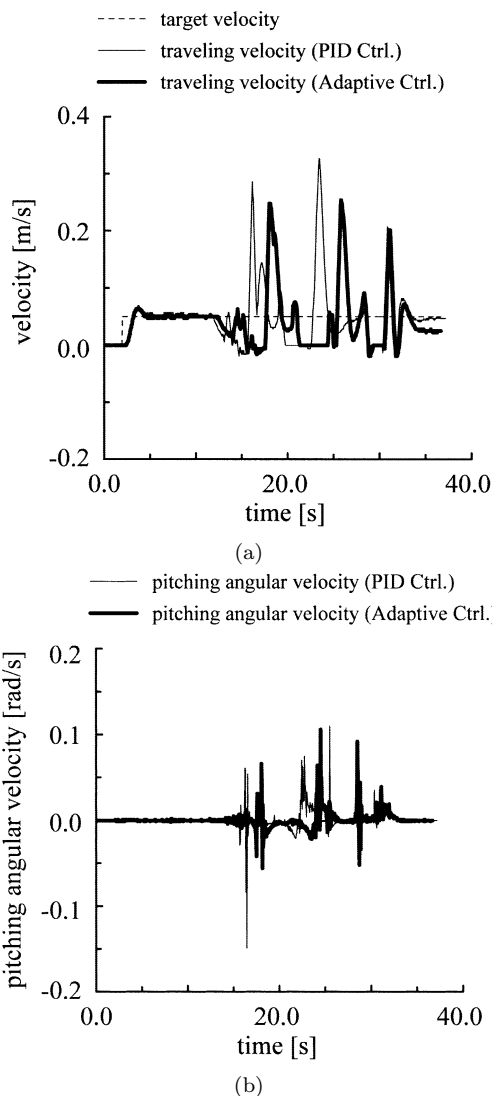 target velocity
traveling velocity (PID Ctrl.)
traveling velocity (Adaptive Ctrl.)
0.4
0.2
0.0
-0.2
velocity [m/s]
0.0 20.0 40.0
time [s]
(a)
pitching angular velocity (PID Ctrl.)
pitching angular velocity (Adaptive Ctrl.)
0.2
0.1
0.0
-0.1
-0.2
pitching angular velocity [rad/s]
0.0 20.0 40.0
time [s]
(b)